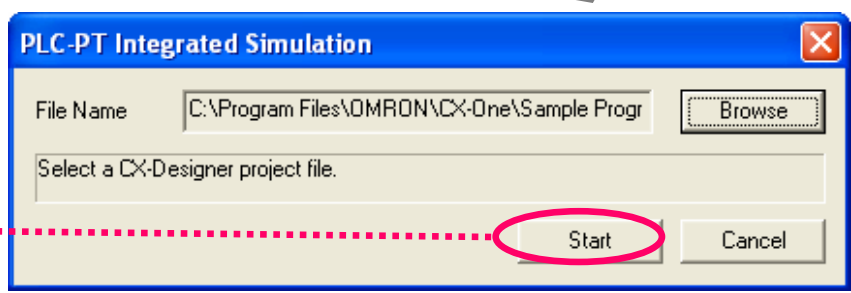 PLC-PT Integrated Simulation
File Name C:\Program Files\OMRON\CX-One\Sample Progr Browse
Select a CX-Designer project file.
Start Cancel